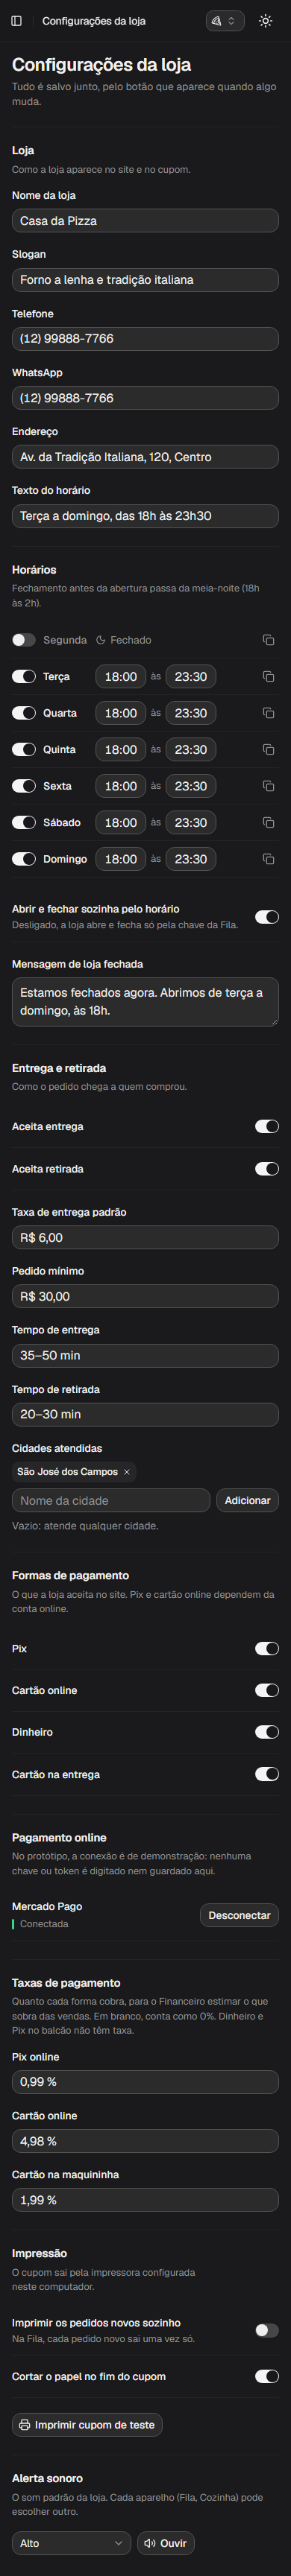 Configurações da loja
Configurações da loja
Tudo é salvo junto, pelo botão que aparece quando algo
muda.
Loja
Como a loja aparece no site e no cupom.
Nome da loja
Casa da Pizza
Slogan
Forno a lenha e tradição italiana
Telefone
(12) 99888-7766
WhatsApp
(12) 99888-7766
Endereço
Av. da Tradição Italiana, 120, Centro
Texto do horário
Terça a domingo, das 18h às 23h30
Horários
Fechamento antes da abertura passa da meia-noite (18h
às 2h).
Segunda Fechado
Terça 18:00 às 23:30
Quarta 18:00 às 23:30
Quinta 18:00 às 23:30
Sexta 18:00 às 23:30
Sábado 18:00 às 23:30
Domingo 18:00 às 23:30
Abrir e fechar sozinha pelo horário
Desligado, a loja abre e fecha só pela chave da Fila.
Mensagem de loja fechada
Estamos fechados agora. Abrimos de terça a
domingo, às 18h.
Entrega e retirada
Como o pedido chega a quem comprou.
Aceita entrega
Aceita retirada
Taxa de entrega padrão
R$ 6,00
Pedido mínimo
R$ 30,00
Tempo de entrega
35–50 min
Tempo de retirada
20–30 min
Cidades atendidas
São José dos Campos ×
Nome da cidade Adicionar
Vazio: atende qualquer cidade.
Formas de pagamento
O que a loja aceita no site. Pix e cartão online dependem da
conta online.
Pix
Cartão online
Dinheiro
Cartão na entrega
Pagamento online
No protótipo, a conexão é de demonstração: nenhuma
chave ou token é digitado nem guardado aqui.
Mercado Pago
Conectada
Desconectar
Taxas de pagamento
Quanto cada forma cobra, para o Financeiro estimar o que
sobra das vendas. Em branco, conta como 0%. Dinheiro e
Pix no balcão não têm taxa.
Pix online
0,99 %
Cartão online
4,98 %
Cartão na maquininha
1,99 %
Impressão
O cupom sai pela impressora configurada
neste computador.
Imprimir os pedidos novos sozinho
Na Fila, cada pedido novo sai uma vez só.
Cortar o papel no fim do cupom
Imprimir cupom de teste
Alerta sonoro
O som padrão da loja. Cada aparelho (Fila, Cozinha) pode
escolher outro.
Alto Ouvir